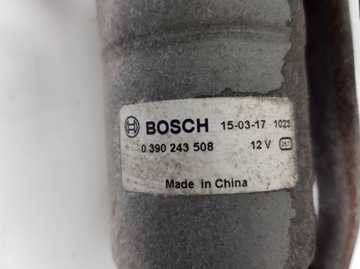 BOSCH 15-03-17 1023
0 390 243 508 12 V
Made in China